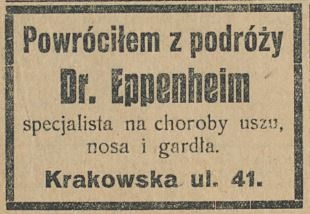 Powróciłem z podróży
Dr. Eppenheim
specjalista na choroby uszu,
nosa i gardła.
Krakowska ul. 41.